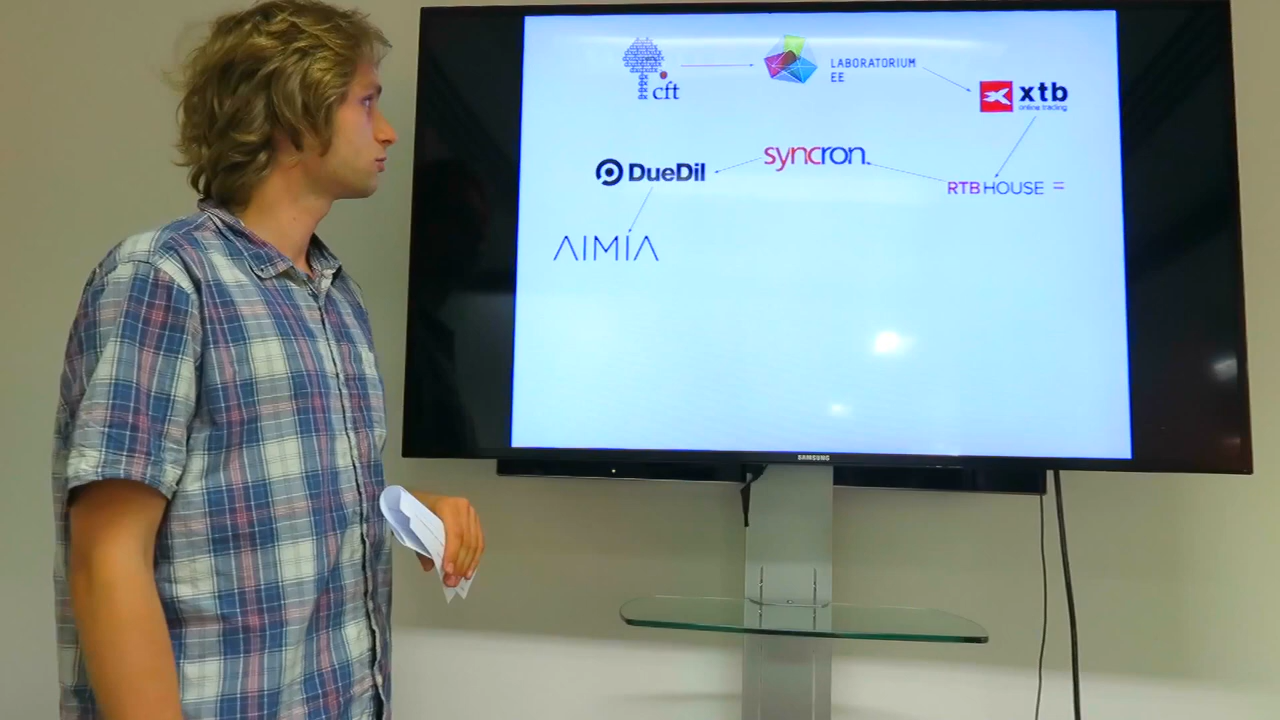 cft
LABORATORIUM
EE
xtb
online trading
syncron
DueDil
RTB HOUSE
AIMIA
SAMSUNG